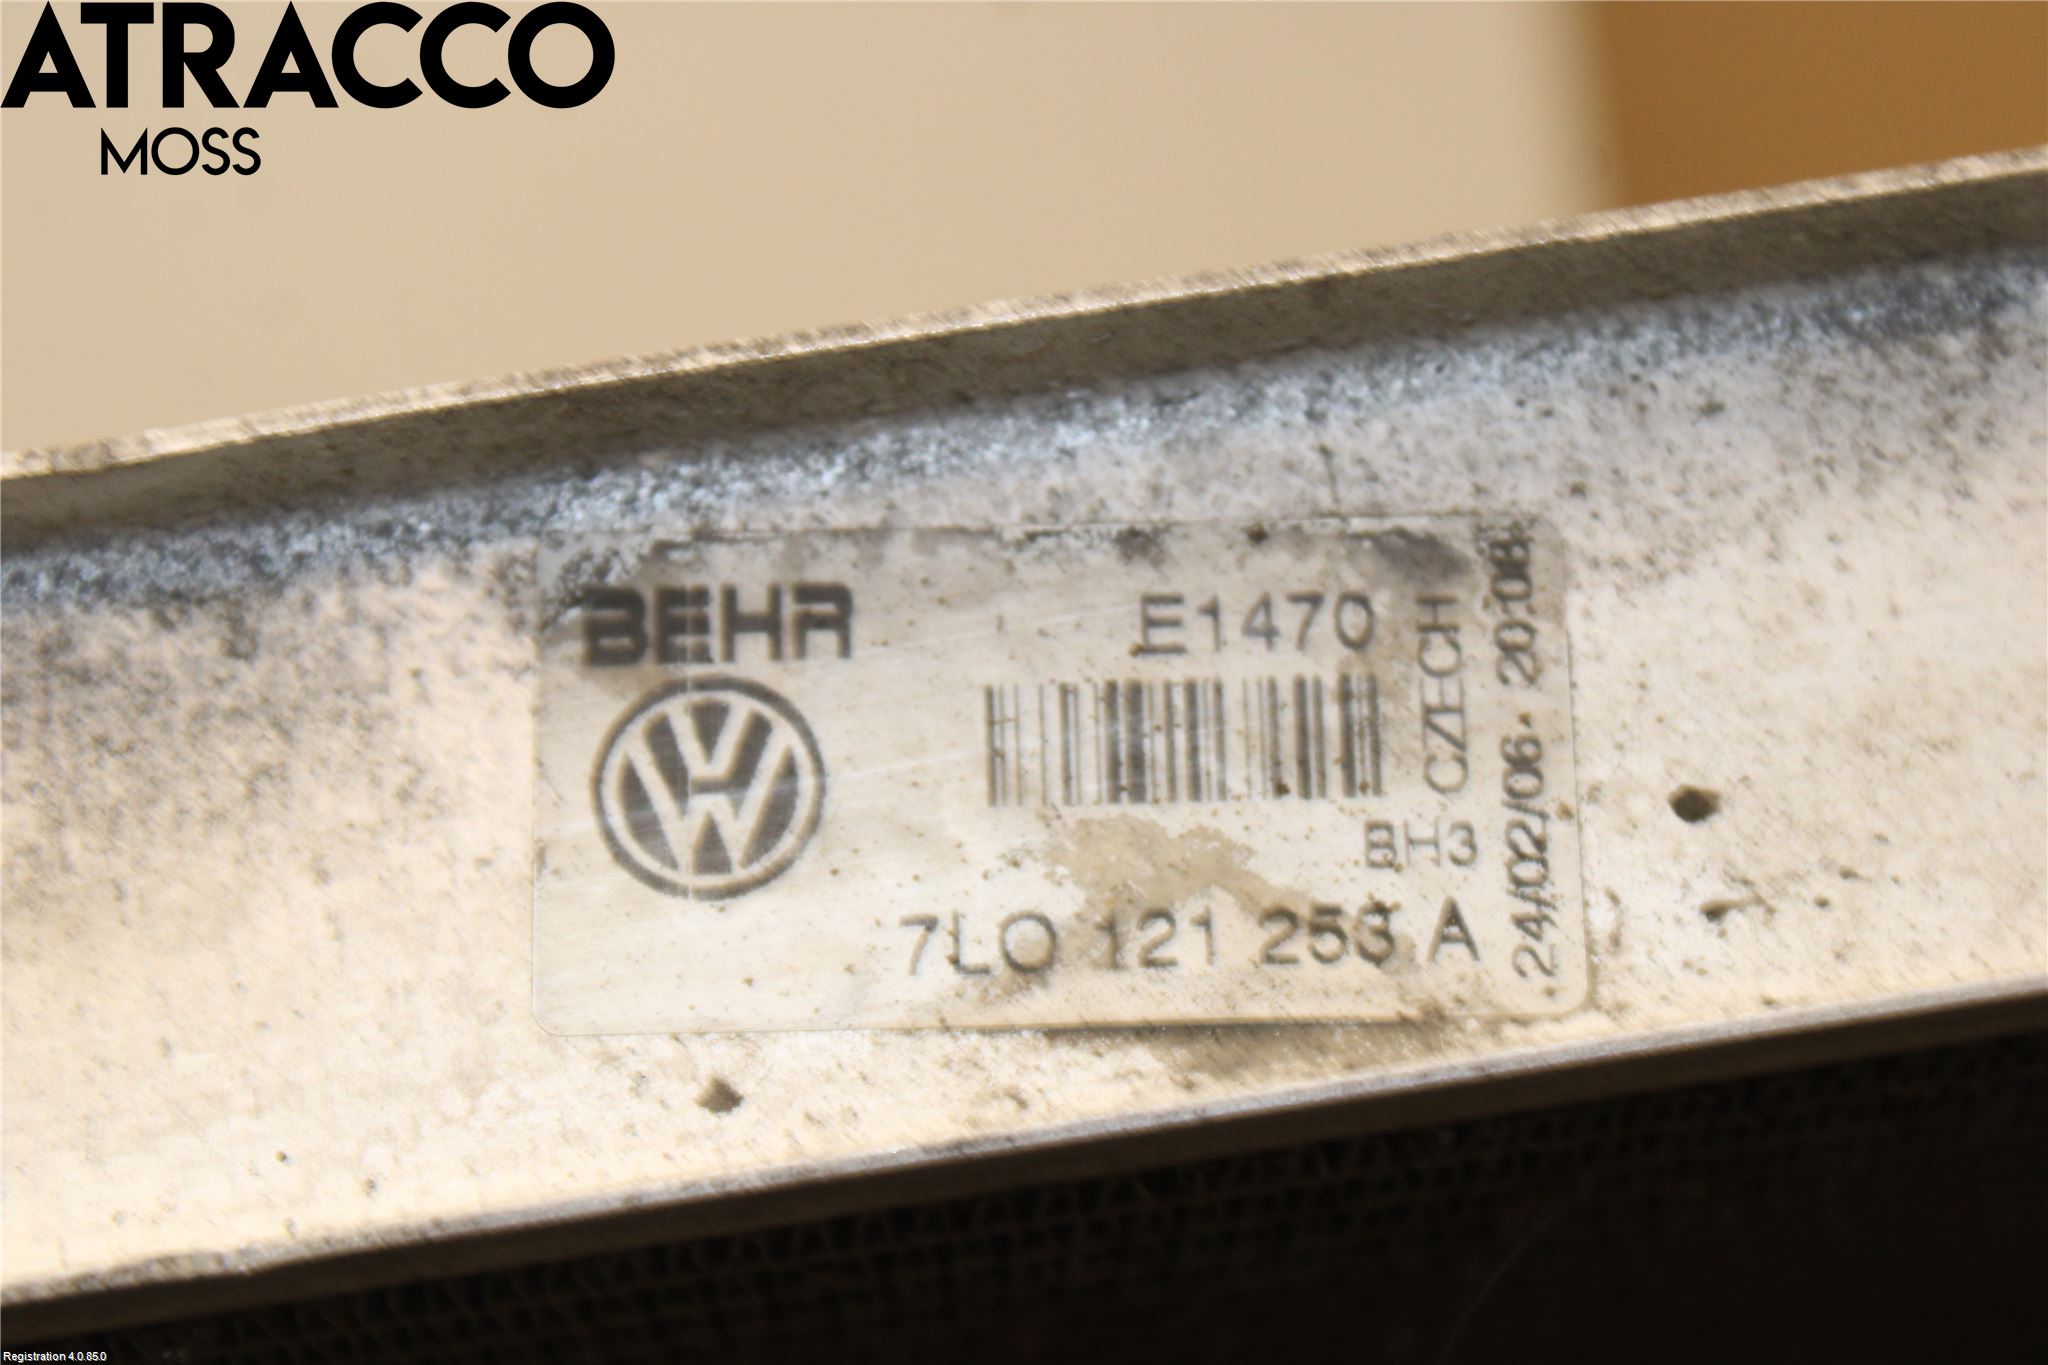 ATRACCO
MOSS
BEHR
E1470
CZECH
24/02/06. 20:08
BH3
7L0 121 253 A
Registration 4.0.85.0